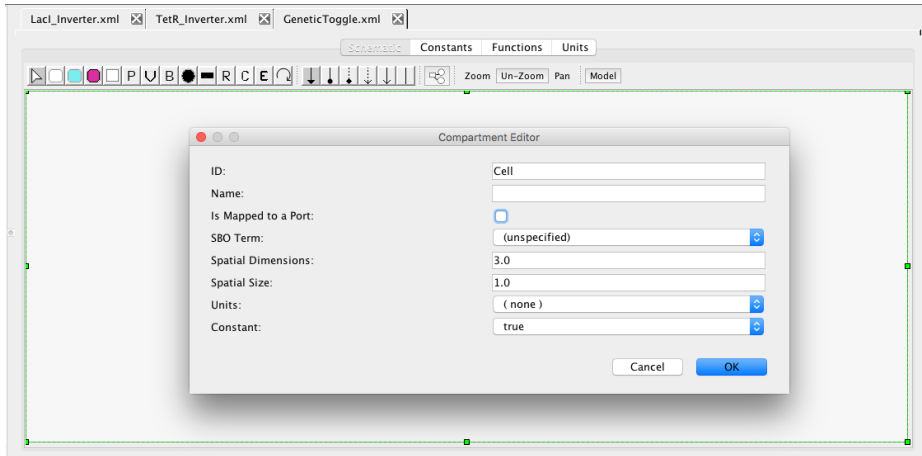 LacI_Inverter.xml TetR_Inverter.xml GeneticToggle.xml
Schematic Constants Functions Units
P V B R C E Zoom Un-Zoom Pan Model
Compartment Editor
ID: Cell
Name:
Is Mapped to a Port:
SBO Term: (unspecified)
Spatial Dimensions: 3.0
Spatial Size: 1.0
Units: ( none )
Constant: true
Cancel OK